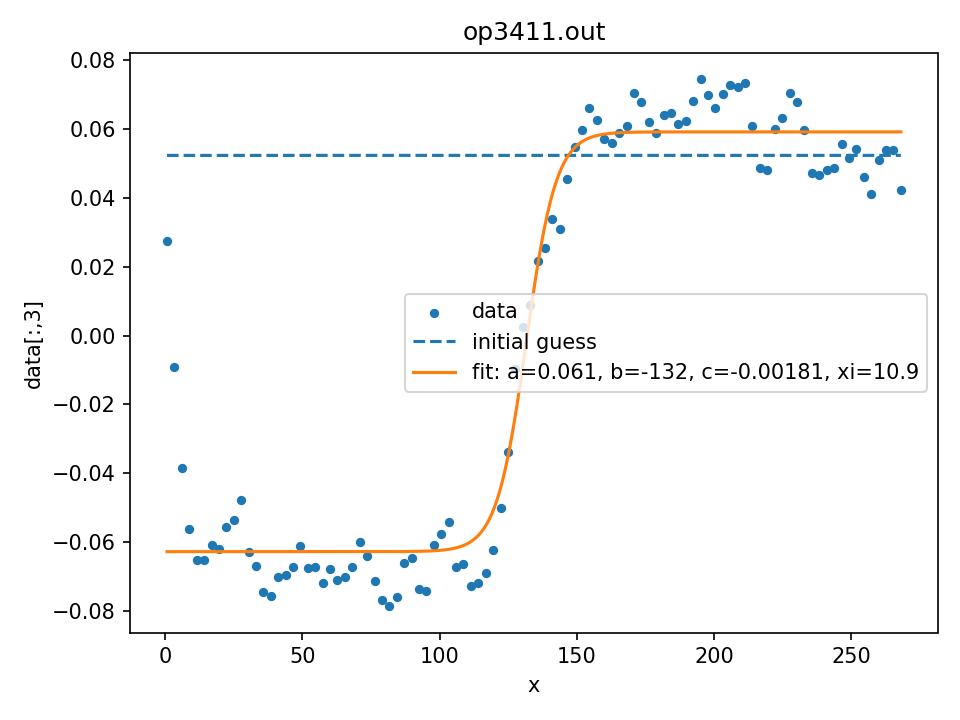 op3411.out
0.08
0.06
0.04
0.02
0.00
−0.02
−0.04
−0.06
−0.08
data[:,3]
data
initial guess
fit: a=0.061, b=-132, c=-0.00181, xi=10.9
0 50 100 150 200 250
x